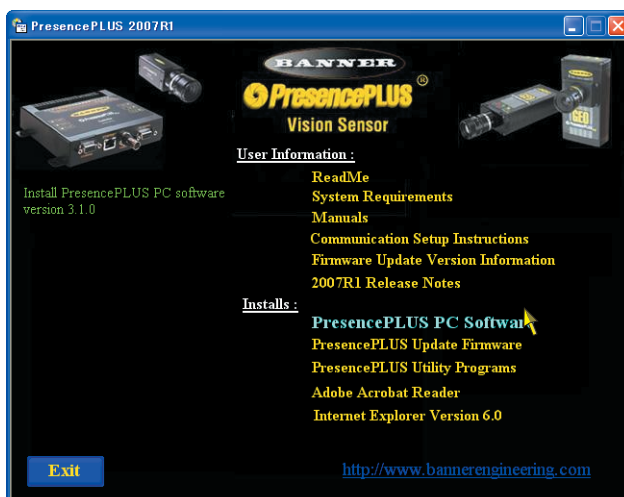 PresencePLUS 2007R1
BANNER
PresencePLUS®
Vision Sensor
User Information :
ReadMe
System Requirements
Manuals
Communication Setup Instructions
Firmware Update Version Information
2007R1 Release Notes
Install PresencePLUS PC software
version 3.1.0
Installs :
PresencePLUS PC Software
PresencePLUS Update Firmware
PresencePLUS Utility Programs
Adobe Acrobat Reader
Internet Explorer Version 6.0
Exit
http://www.bannerengineering.com
GEO